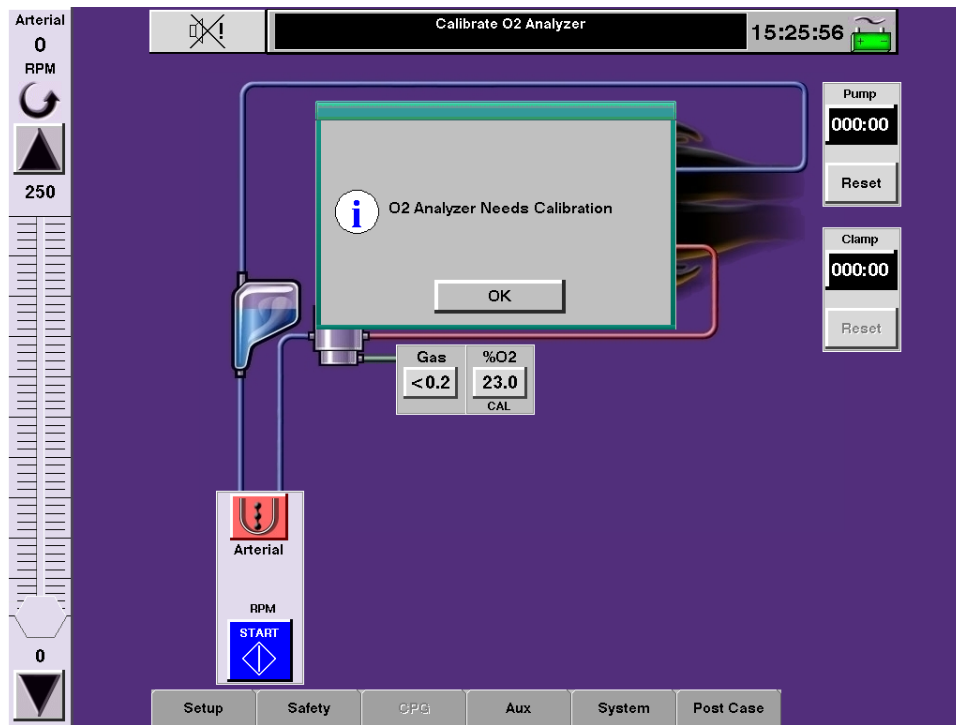 Arterial
0
RPM
250
0
!
Calibrate O2 Analyzer
15:25:56
+ -
Pump
000:00
Reset
Clamp
000:00
Reset
i
O2 Analyzer Needs Calibration
OK
Gas
<0.2
%O2
23.0
CAL
Arterial
RPM
START
Setup
Safety
CPG
Aux
System
Post Case